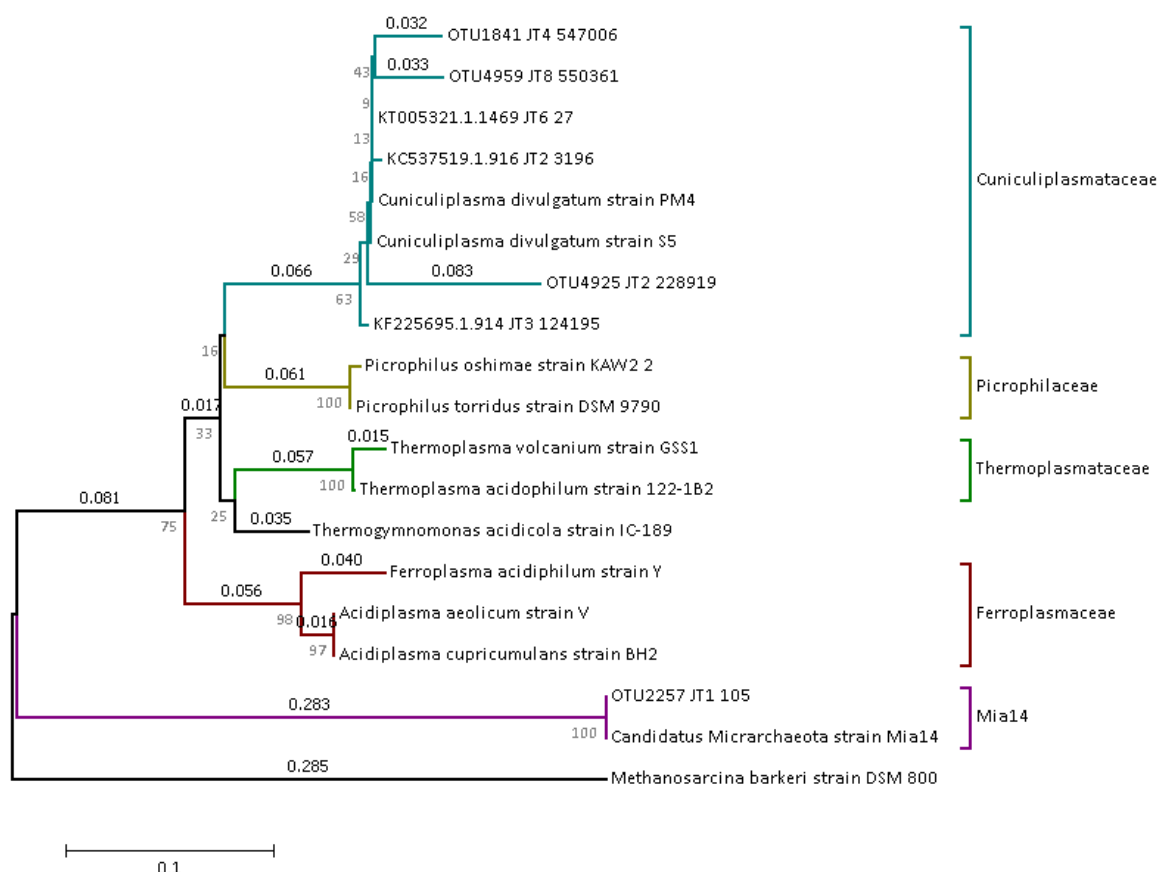 0.032
OTU1841 JT4 547006
43
0.033
OTU4959 JT8 550361
9
KT005321.1.1469 JT6 27
13
KC537519.1.916 JT2 3196
16
Cuniculiplasmataceae
Cuniculiplasma divulgatum strain PM4
58
Cuniculiplasma divulgatum strain S5
29
0.066
0.083
OTU4925 JT2 228919
63
KF225695.1.914 JT3 124195
16
Picrophilus oshimae strain KAW2 2
0.061
Picrophilaceae
100
Picrophilus torridus strain DSM 9790
0.017
33
0.015
Thermoplasma volcanium strain GSS1
0.057
Thermoplasmataceae
100
Thermoplasma acidophilum strain 122-1B2
0.081
25
0.035
Thermogymnomonas acidicola strain IC-189
75
0.040
Ferroplasma acidiphilum strain Y
0.056
Acidiplasma aeolicum strain V
Ferroplasmaceae
98
0.016
97
Acidiplasma cupricumulans strain BH2
OTU2257 JT1 105
0.283
Mia14
100
Candidatus Micrarchaeota strain Mia14
0.285
Methanosarcina barkeri strain DSM 800
0.1